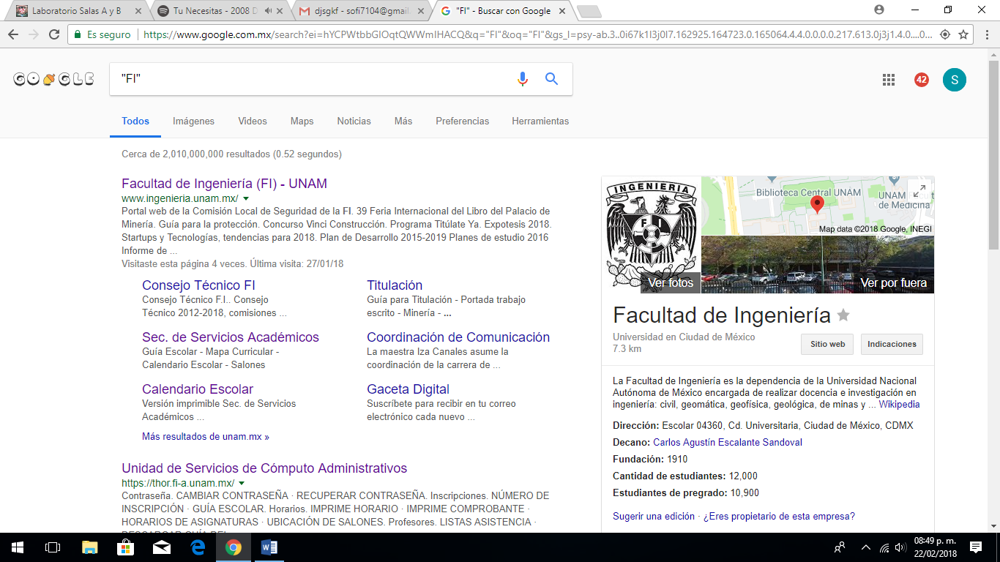 Laboratorio Salas A y B
Tu Necesitas - 2008 D
djsgkf - sofi7104@gmail.
"FI" - Buscar con Google
Es seguro
https://www.google.com.mx/search?ei=hYCPWtbbGIOqtQWWmIHACQ&q="FI"&oq="FI"&gs_l=psy-ab.3..0i67k1l3j0l7.162925.164723.0.165064.4.4.0.0.0.0.217.613.0j3j1.4.0....0...
GOOGLE
"FI"
42
S
Todos
Imágenes
Videos
Maps
Noticias
Más
Preferencias
Herramientas
Cerca de 2,010,000,000 resultados (0.52 segundos)
Facultad de Ingeniería (FI) - UNAM
www.ingenieria.unam.mx/
Portal web de la Comisión Local de Seguridad de la FI. 39 Feria Internacional del Libro del Palacio de
Minería. Guía para la protección. Concurso Vinci Construcción. Programa Titúlate Ya. Expotesis 2018.
Startups y Tecnologías, tendencias para 2018. Plan de Desarrollo 2015-2019 Planes de estudio 2016
Informe de ...
Visitaste esta página 4 veces. Última visita: 27/01/18
Consejo Técnico FI
Consejo Técnico F.I.. Consejo
Técnico 2012-2018, comisiones ...
Titulación
Guía para Titulación - Portada trabajo
escrito - Minería - ...
Sec. de Servicios Académicos
Guía Escolar - Mapa Curricular -
Calendario Escolar - Salones
Coordinación de Comunicación
La maestra Iza Canales asume la
coordinación de la carrera de ...
Calendario Escolar
Versión imprimible Sec. de Servicios
Académicos ...
Gaceta Digital
Suscríbete para recibir en tu correo
electrónico cada nuevo ...
Más resultados de unam.mx »
Unidad de Servicios de Cómputo Administrativos
https://thor.fi-a.unam.mx/
Contraseña. CAMBIAR CONTRASEÑA · RECUPERAR CONTRASEÑA. Inscripciones. NÚMERO DE
INSCRIPCIÓN · GUÍA ESCOLAR. Horarios. IMPRIME HORARIO · IMPRIME COMPROBANTE ·
HORARIOS DE ASIGNATURAS · UBICACIÓN DE SALONES. Profesores. LISTAS ASISTENCIA ·
INGENIERIA
F I
Ver fotos
Biblioteca Central UNAM
UNAM
de Medicina
Map data ©2018 Google, INEGI
Ver por fuera
Facultad de Ingeniería
Universidad en Ciudad de México
7.3 km
Sitio web
Indicaciones
La Facultad de Ingeniería es la dependencia de la Universidad Nacional
Autónoma de México encargada de realizar docencia e investigación en
ingeniería: civil, geomática, geofísica, geológica, de minas y ... Wikipedia
Dirección: Escolar 04360, Cd. Universitaria, Ciudad de México, CDMX
Decano: Carlos Agustín Escalante Sandoval
Fundación: 1910
Cantidad de estudiantes: 12,000
Estudiantes de pregrado: 10,900
Sugerir una edición · ¿Eres propietario de esta empresa?
08:49 p. m.
22/02/2018